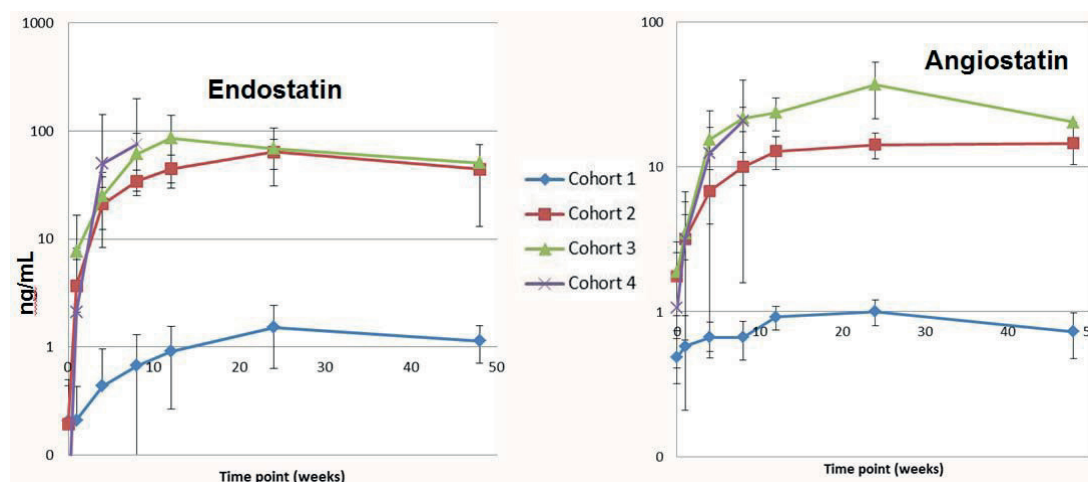 1000
100
10
1
0
ng/mL
Endostatin
0 10 20 30 40 50
Time point (weeks)
Cohort 1
Cohort 2
Cohort 3
Cohort 4
100
10
1
0
Angiostatin
0 10 20 30 40 50
Time point (weeks)